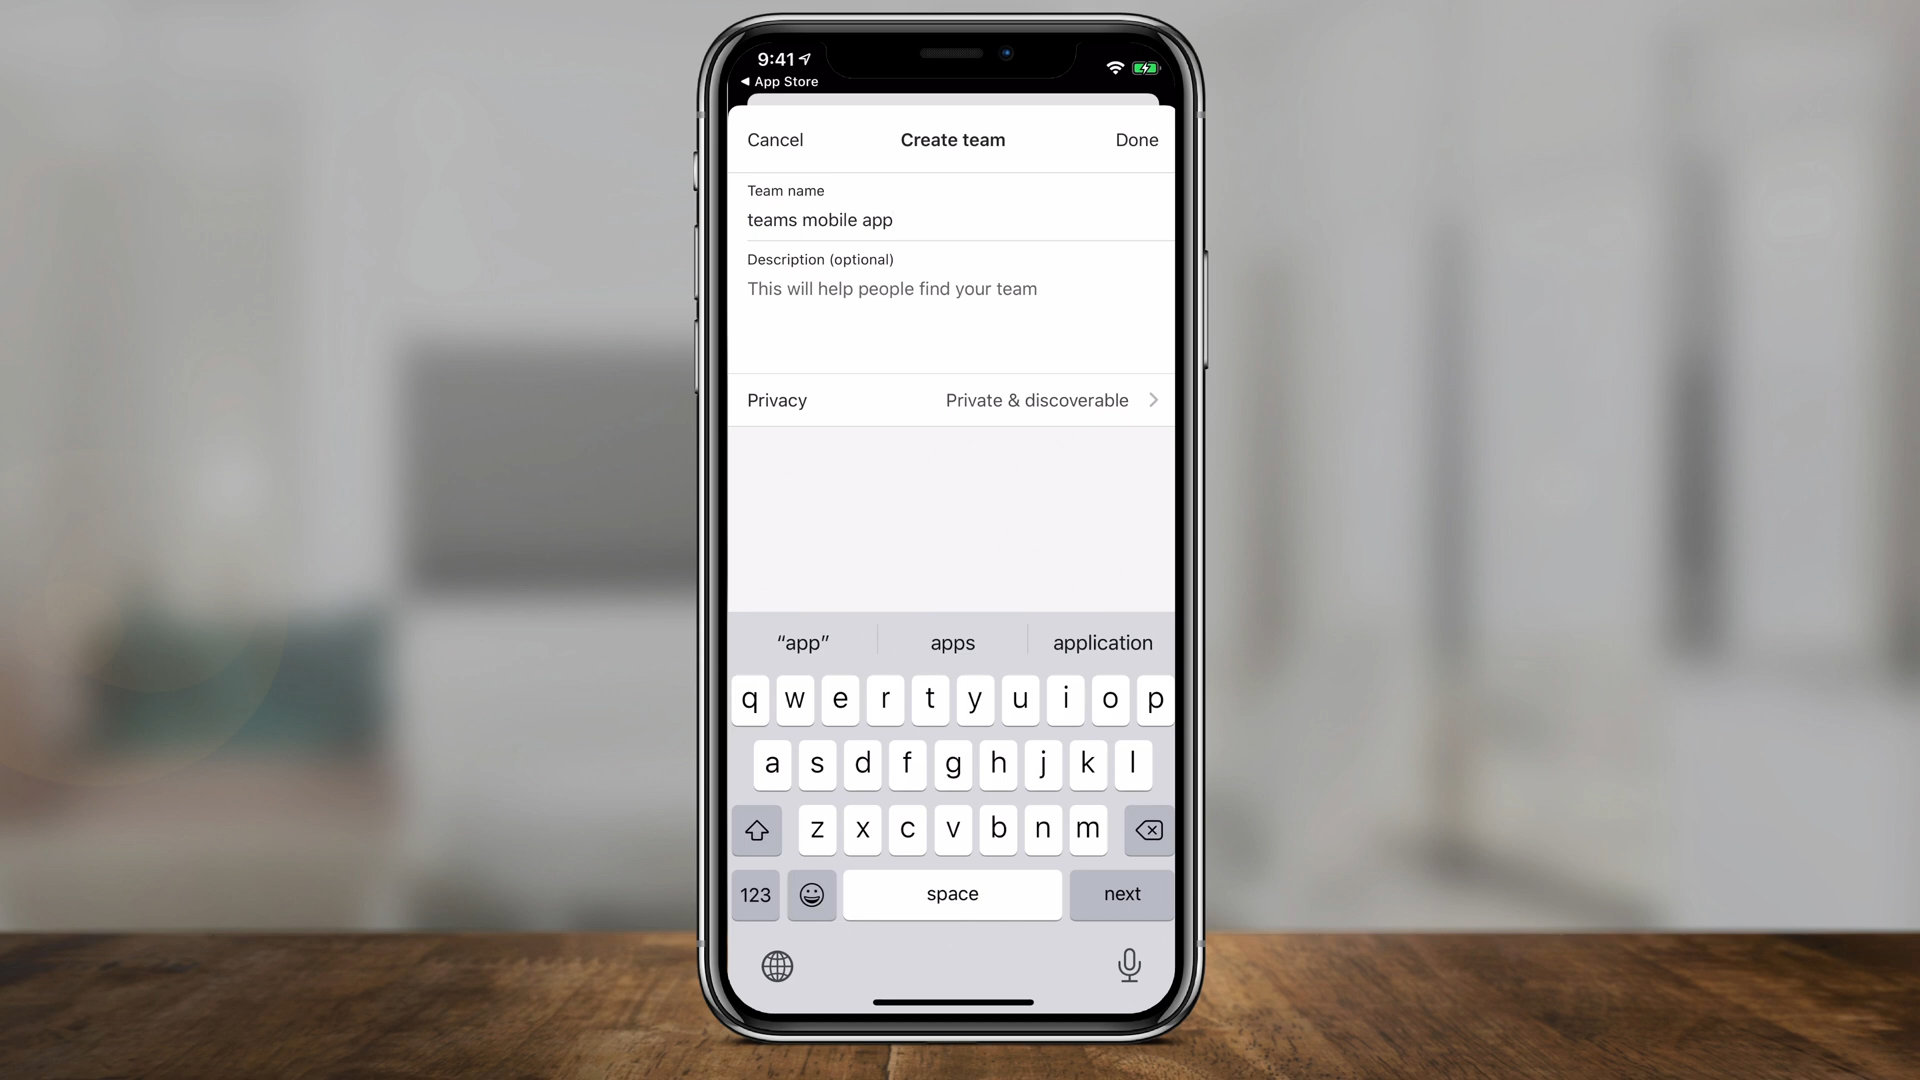 9:41
◀ App Store
Cancel Create team Done
Team name
teams mobile app
Description (optional)
This will help people find your team
Privacy Private & discoverable
“app” apps application
q w e r t y u i o p
a s d f g h j k l
z x c v b n m
123 space next